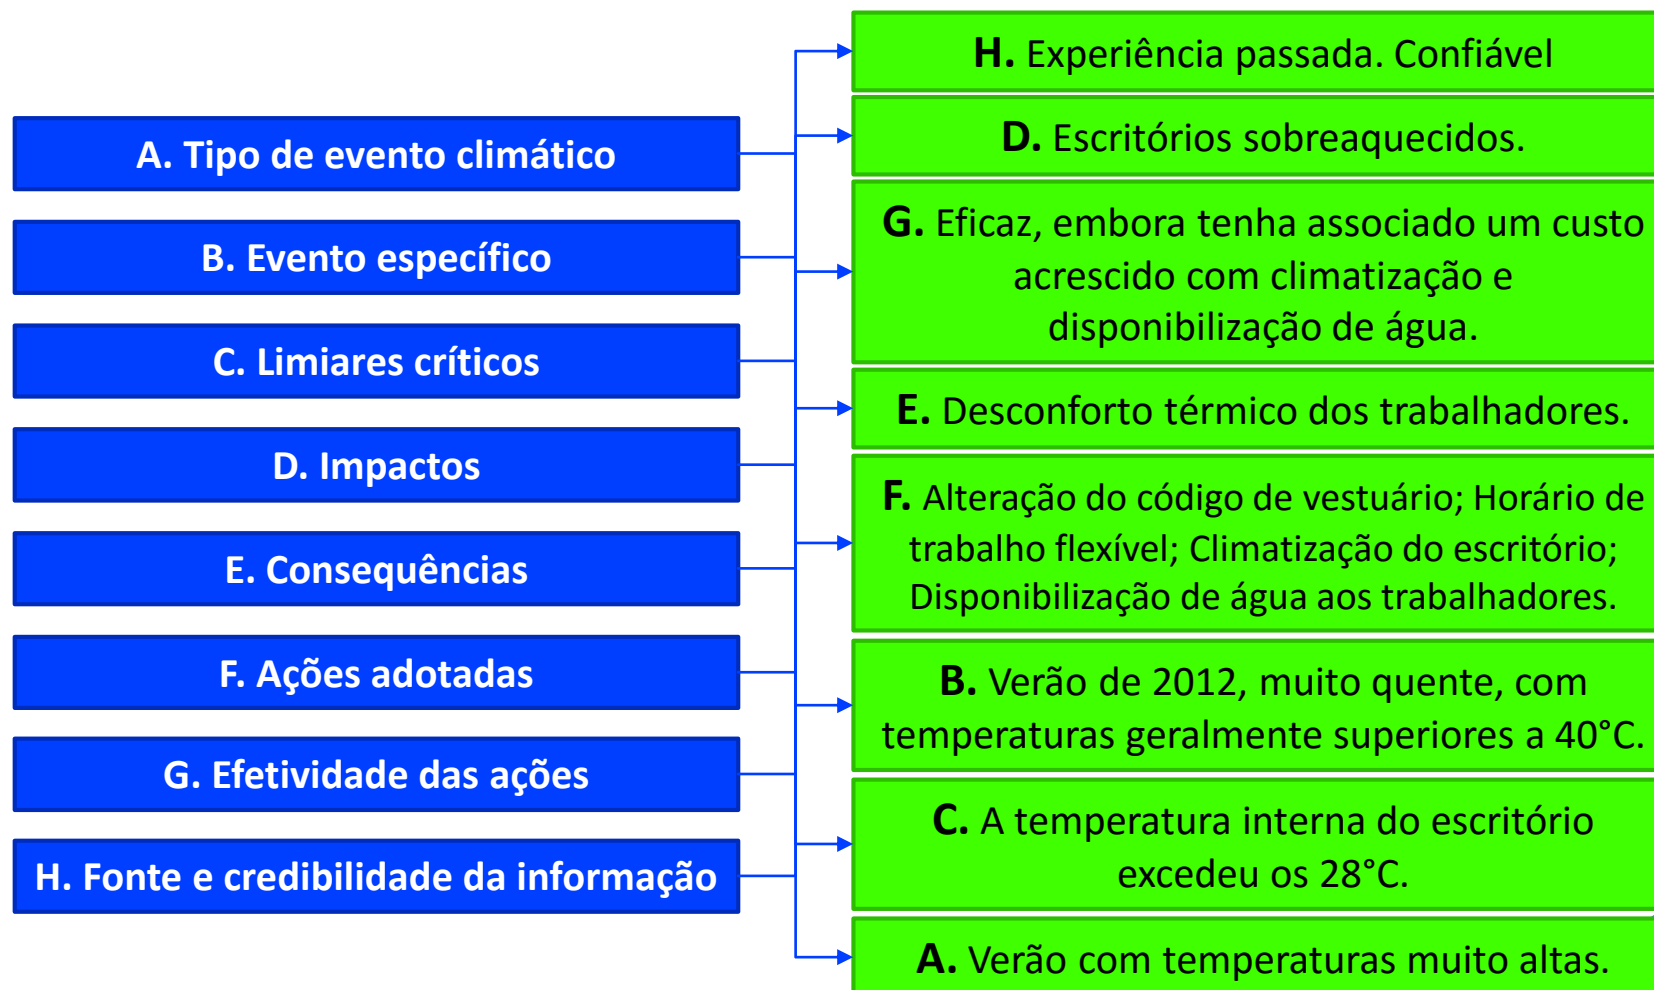 A. Tipo de evento climático
B. Evento específico
C. Limiares críticos
D. Impactos
E. Consequências
F. Ações adotadas
G. Efetividade das ações
H. Fonte e credibilidade da informação
H. Experiência passada. Confiável
D. Escritórios sobreaquecidos.
G. Eficaz, embora tenha associado um custo
acrescido com climatização e
disponibilização de água.
E. Desconforto térmico dos trabalhadores.
F. Alteração do código de vestuário; Horário de
trabalho flexível; Climatização do escritório;
Disponibilização de água aos trabalhadores.
B. Verão de 2012, muito quente, com
temperaturas geralmente superiores a 40°C.
C. A temperatura interna do escritório
excedeu os 28°C.
A. Verão com temperaturas muito altas.